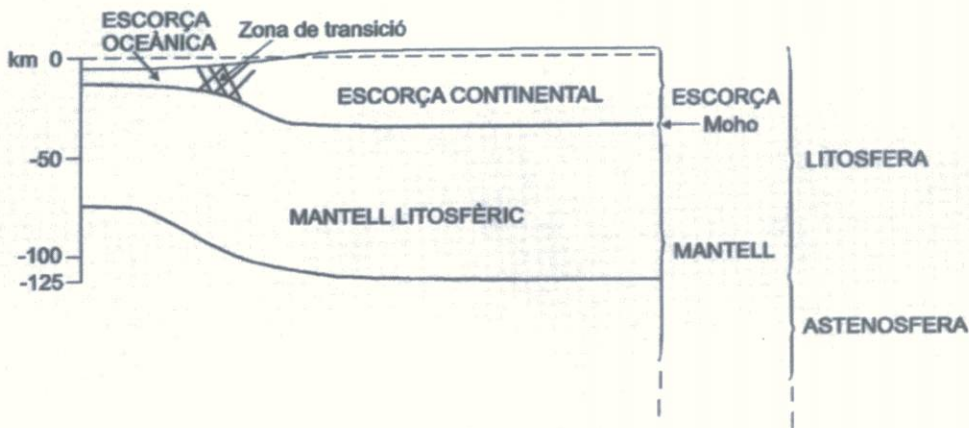 ESCORÇA
OCEÀNICA
Zona de transició
km 0
ESCORÇA CONTINENTAL
ESCORÇA
Moho
-50
LITOSFERA
MANTELL LITOSFÈRIC
MANTELL
-100
-125
ASTENOSFERA